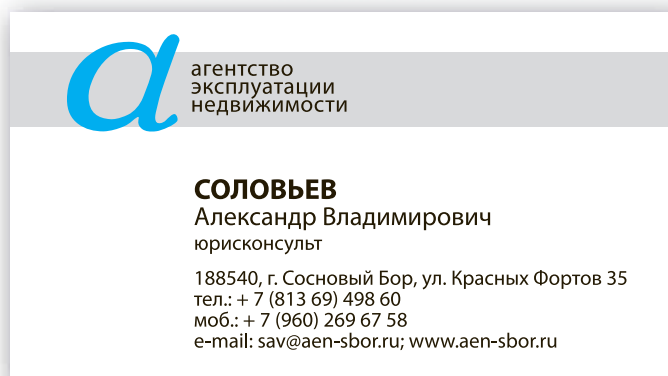 а
агентство
эксплуатации
недвижимости
СОЛОВЬЕВ
Александр Владимирович
юрисконсульт
188540, г. Сосновый Бор, ул. Красных Фортов 35
тел.: + 7 (813 69) 498 60
моб.: + 7 (960) 269 67 58
e-mail: sav@aen-sbor.ru; www.aen-sbor.ru